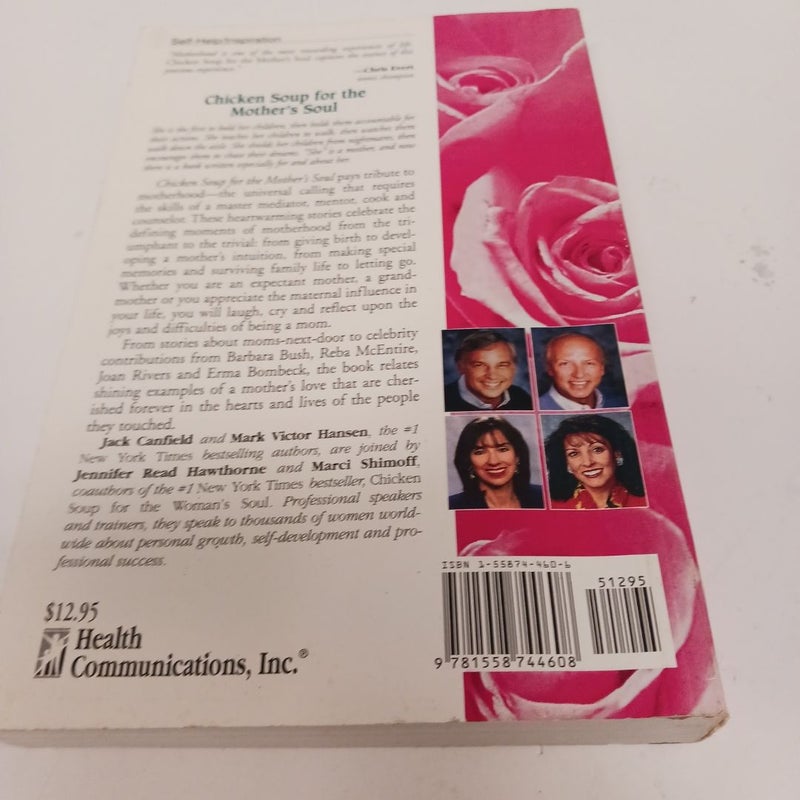 Self-Help/Inspiration
"Motherhood is one of the most rewarding experiences of life.
Chicken Soup for the Mother's Soul captures the essence of this
precious experience."
—Chris Evert
tennis champion
Chicken Soup for the
Mother's Soul
She is the first to hold her children, then holds them accountable for
their actions. She teaches her children to walk, then watches them
walk down the aisle. She shields her children from nightmares, then
encourages them to chase their dreams. "She" is a mother, and now
there is a book written especially for and about her.
Chicken Soup for the Mother's Soul pays tribute to
motherhood—the universal calling that requires
the skills of a master mediator, mentor, cook and
counselor. These heartwarming stories celebrate the
defining moments of motherhood from the tri-
umphant to the trivial: from giving birth to devel-
oping a mother's intuition, from making special
memories and surviving family life to letting go.
Whether you are an expectant mother, a grand-
mother or you appreciate the maternal influence in
your life, you will laugh, cry and reflect upon the
joys and difficulties of being a mom.
From stories about moms-next-door to celebrity
contributions from Barbara Bush, Reba McEntire,
Joan Rivers and Erma Bombeck, the book relates
shining examples of a mother's love that are cher-
ished forever in the hearts and lives of the people
they touched.
Jack Canfield and Mark Victor Hansen, the #1
New York Times bestselling authors, are joined by
Jennifer Read Hawthorne and Marci Shimoff,
coauthors of the #1 New York Times bestseller, Chicken
Soup for the Woman's Soul. Professional speakers
and trainers, they speak to thousands of women world-
wide about personal growth, self-development and pro-
fessional success.
$12.95
Health
Communications, Inc.®
ISBN 1-55874-460-6
51295
9 781558 744608